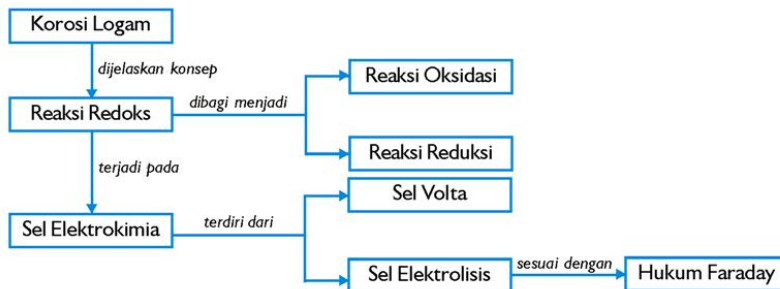 Korosi Logam
dijelaskan konsep
Reaksi Oksidasi
Reaksi Redoks
dibagi menjadi
Reaksi Reduksi
terjadi pada
Sel Volta
Sel Elektrokimia
terdiri dari
Sel Elektrolisis
sesuai dengan
Hukum Faraday